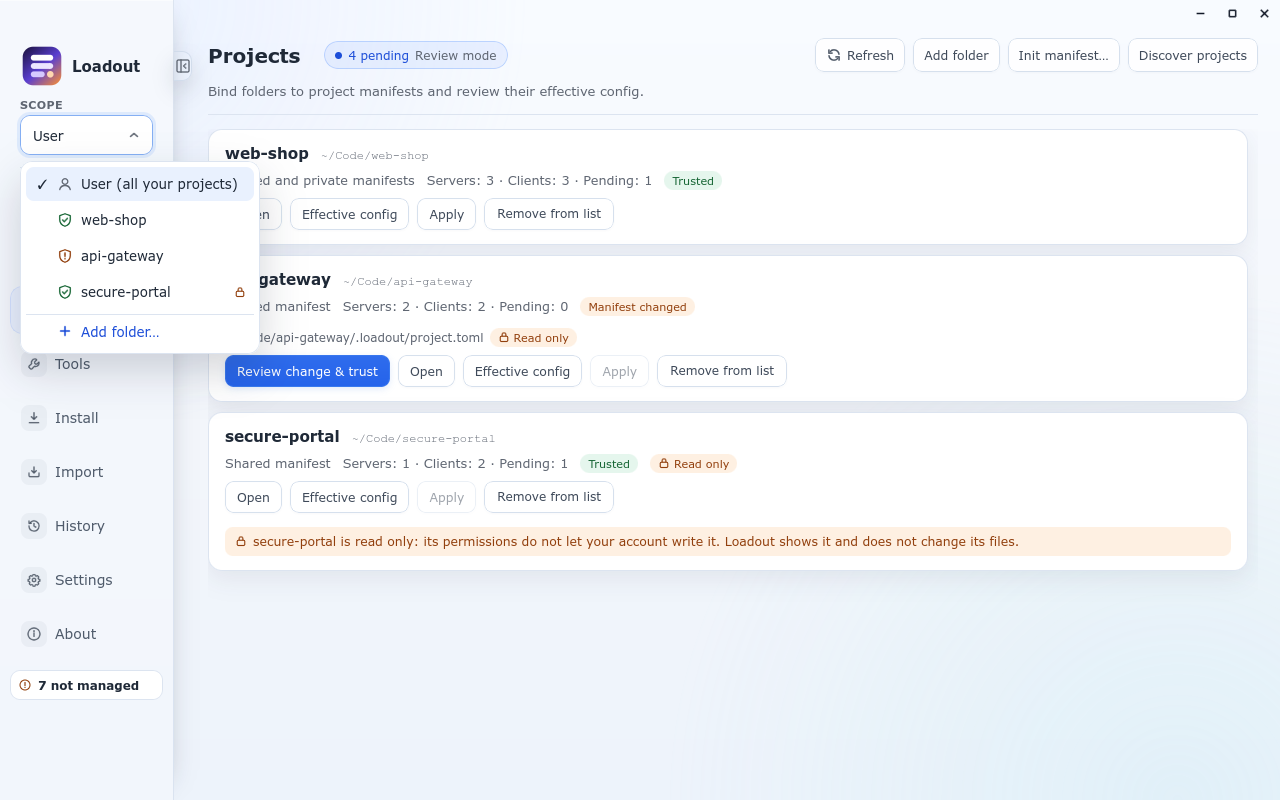 Loadout
SCOPE
User
✓ User (all your projects)
web-shop
api-gateway
secure-portal
+ Add folder…
Tools
Install
Import
History
Settings
About
7 not managed
Projects
4 pending Review mode
Refresh
Add folder
Init manifest…
Discover projects
Bind folders to project manifests and review their effective config.
web-shop ~/Code/web-shop
and private manifests Servers: 3 · Clients: 3 · Pending: 1 Trusted
Effective config
Apply
Remove from list
gateway ~/Code/api-gateway
manifest Servers: 2 · Clients: 2 · Pending: 0 Manifest changed
/api-gateway/.loadout/project.toml Read only
Review change & trust
Open
Effective config
Apply
Remove from list
secure-portal ~/Code/secure-portal
Shared manifest Servers: 1 · Clients: 2 · Pending: 1 Trusted Read only
Open
Effective config
Apply
Remove from list
secure-portal is read only: its permissions do not let your account write it. Loadout shows it and does not change its files.